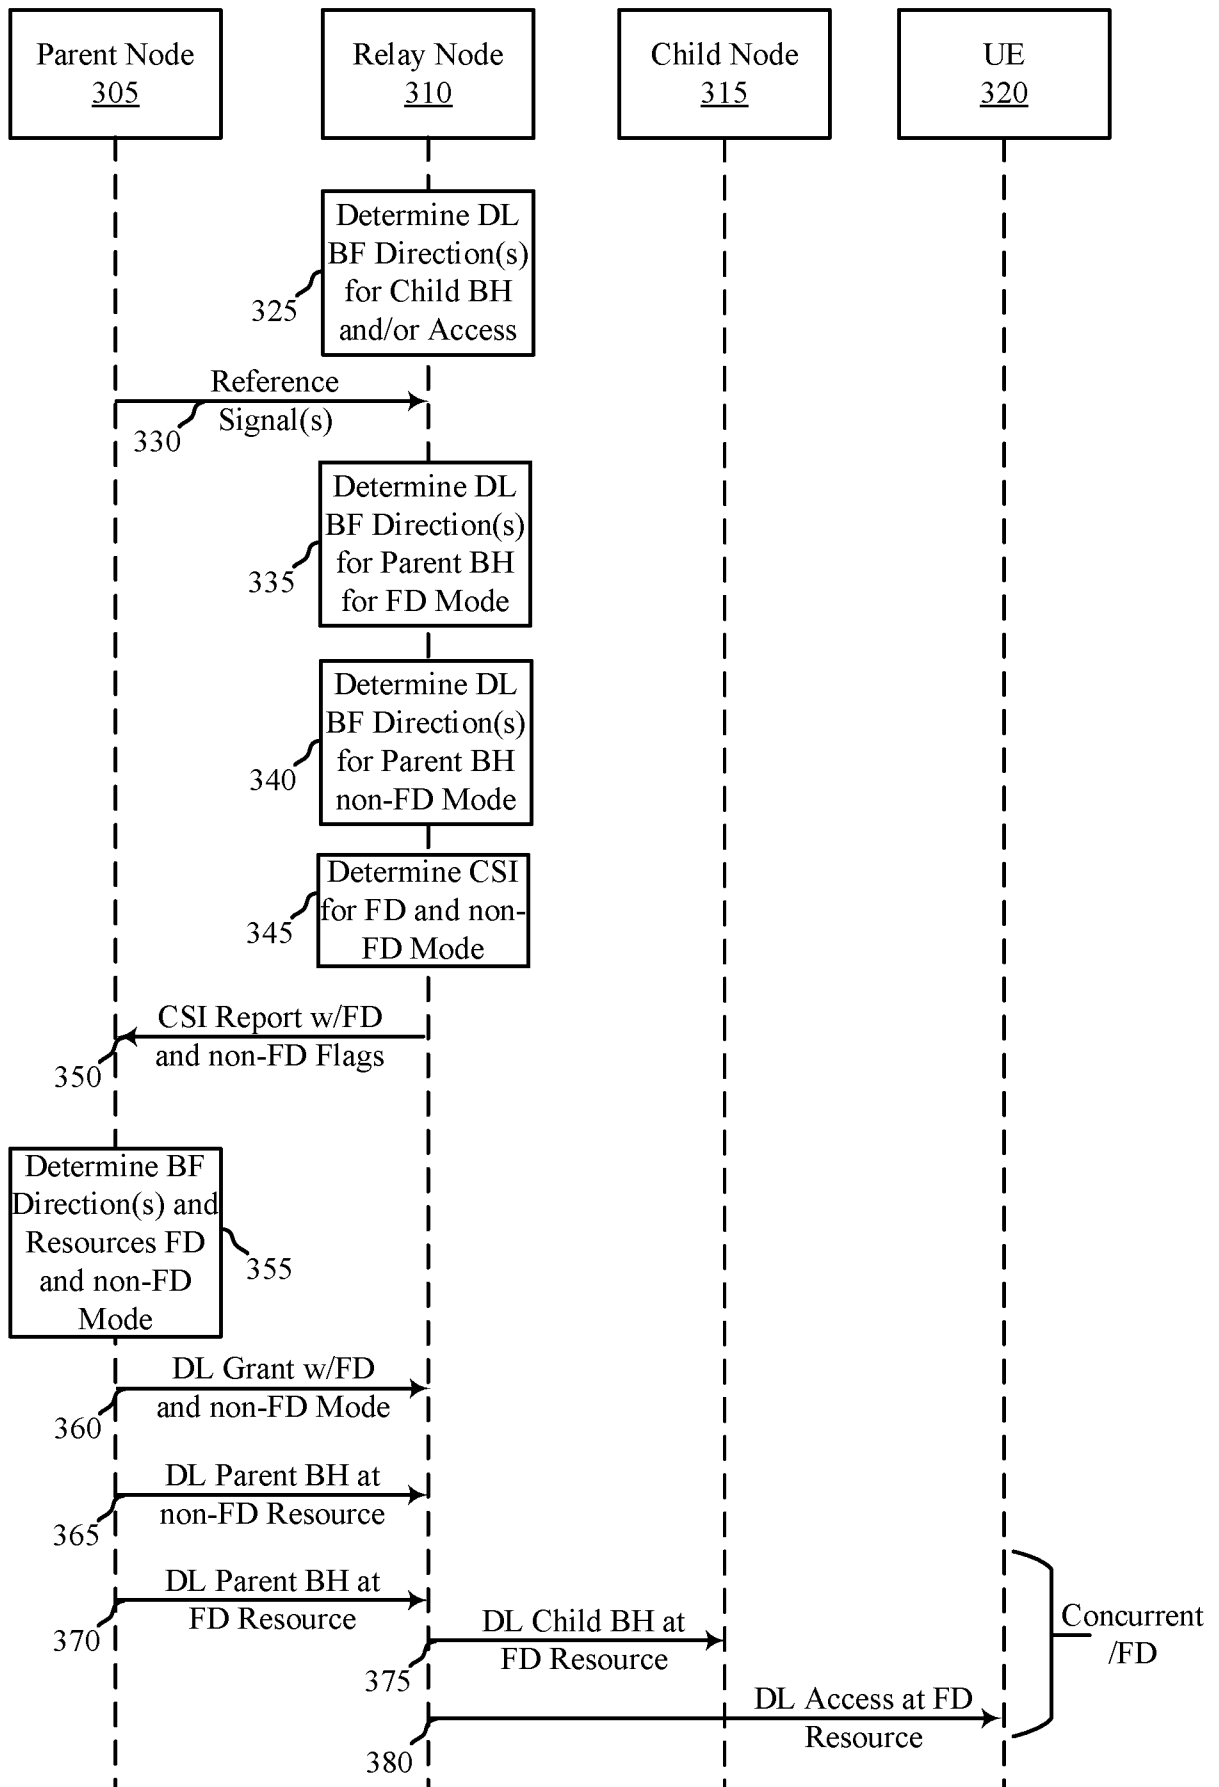 Parent Node
305
Relay Node
310
Child Node
315
UE
320
Determine DL
BF Direction(s)
for Child BH
and/or Access
325
Reference
Signal(s)
330
Determine DL
BF Direction(s)
for Parent BH
for FD Mode
335
Determine DL
BF Direction(s)
for Parent BH
non-FD Mode
340
Determine CSI
for FD and non-
FD Mode
345
CSI Report w/FD
and non-FD Flags
350
Determine BF
Direction(s) and
Resources FD
and non-FD
Mode
355
DL Grant w/FD
and non-FD Mode
360
DL Parent BH at
non-FD Resource
365
DL Parent BH at
FD Resource
370
DL Child BH at
FD Resource
375
Concurrent
/FD
DL Access at FD
Resource
380